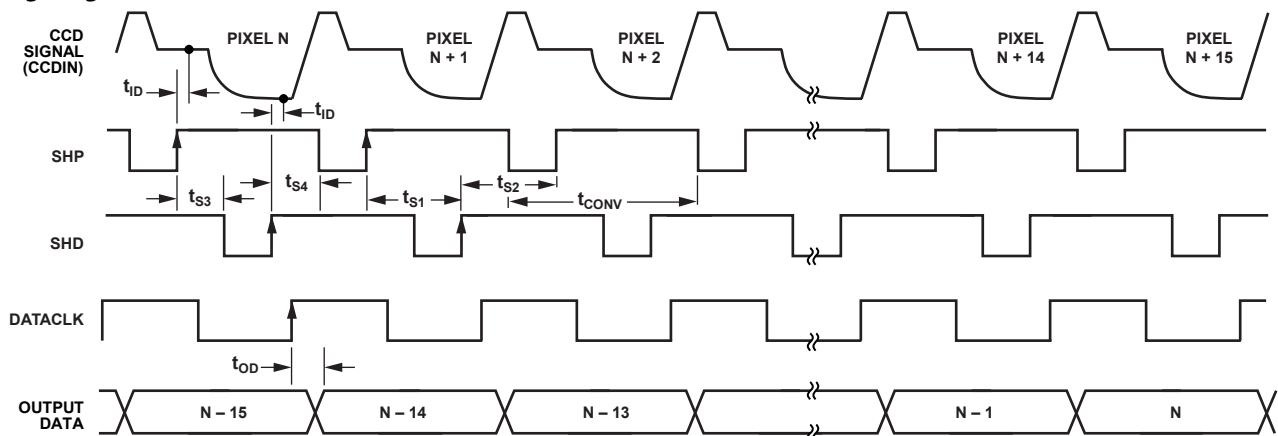 CCD
SIGNAL
(CCDIN)
PIXEL N
PIXEL
N + 1
PIXEL
N + 2
PIXEL
N + 14
PIXEL
N + 15
tID
tID
SHP
tS3
tS4
tS1
tS2
tCONV
SHD
DATACLK
tOD
OUTPUT
DATA
N – 15
N – 14
N – 13
N – 1
N